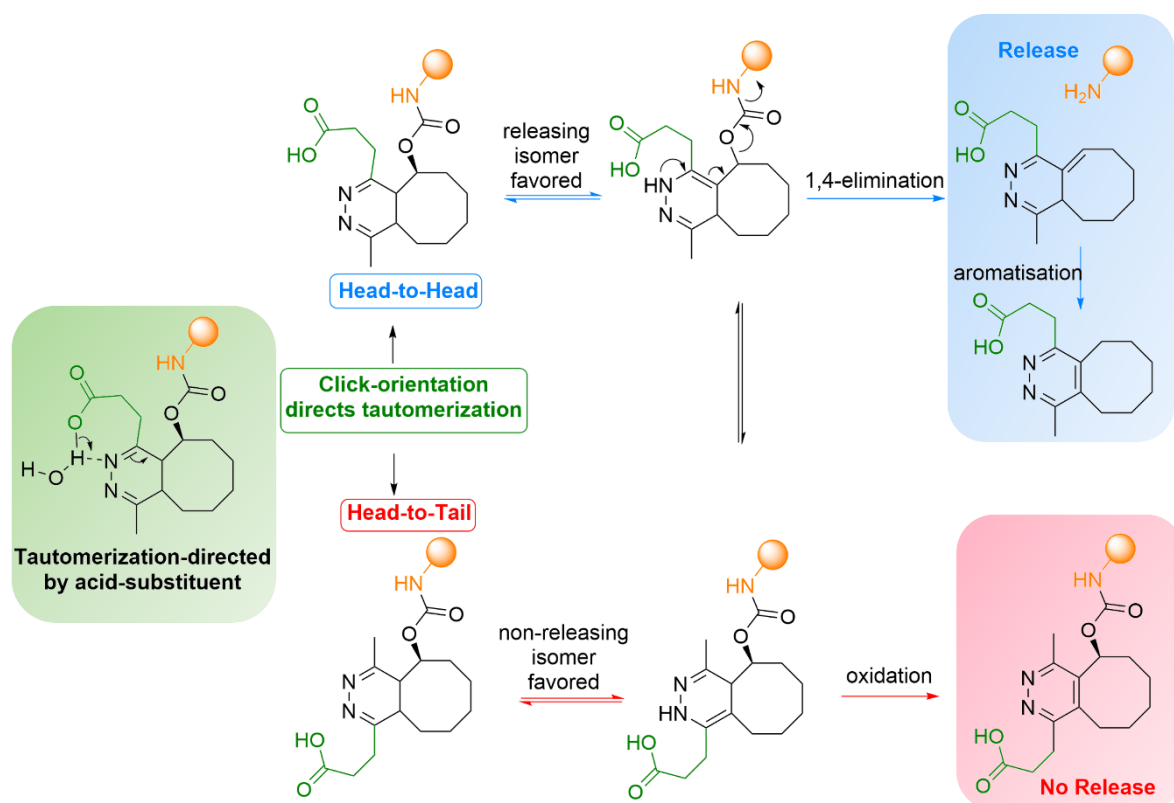 Release
HN
O
O
H2N
O
HO
releasing
isomer
favored
O
HO
HN
O
O
O
HO
N
N
HN
N
1,4-elimination
N
N
Head-to-Head
aromatisation
O
HO
HN
O
O
O
O
H
N
H
O
N
N
N
Click-orientation
directs tautomerization
Head-to-Tail
Tautomerization-directed
by acid-substituent
HN
O
O
HN
O
O
HN
O
O
non-releasing
isomer
favored
oxidation
N
N
N
HN
N
N
HO
O
HO
O
HO
O
No Release